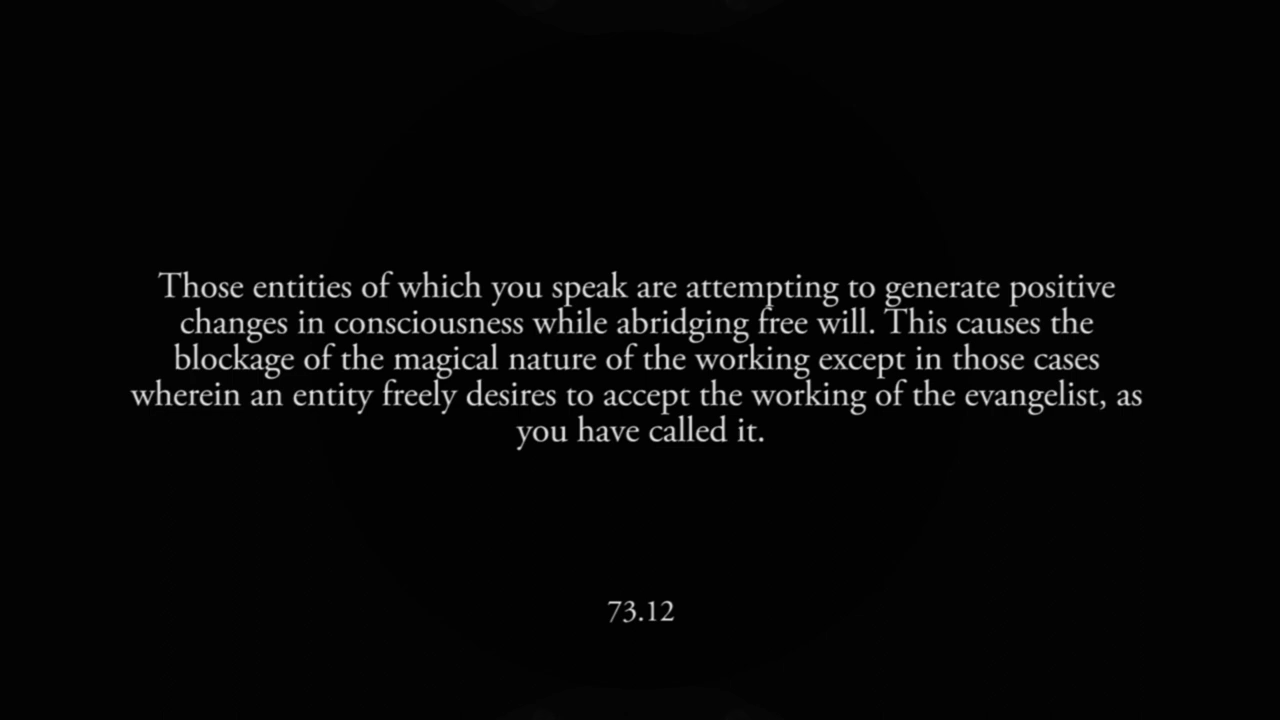 Those entities of which you speak are attempting to generate positive
changes in consciousness while abridging free will. This causes the
blockage of the magical nature of the working except in those cases
wherein an entity freely desires to accept the working of the evangelist, as
you have called it.
73.12